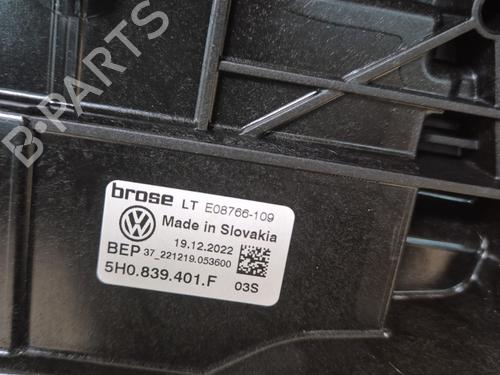 B-PARTS
brose LT E08766-109
Made in Slovakia
19.12.2022
BEP 37_221219.053600
5H0.839.401.F 03S